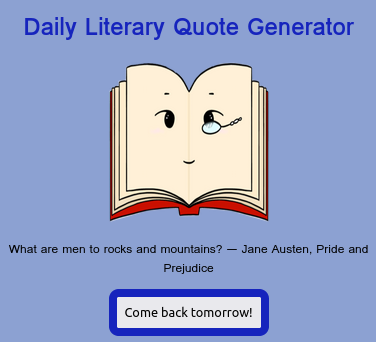 Daily Literary Quote Generator
What are men to rocks and mountains? — Jane Austen, Pride and
Prejudice
Come back tomorrow!